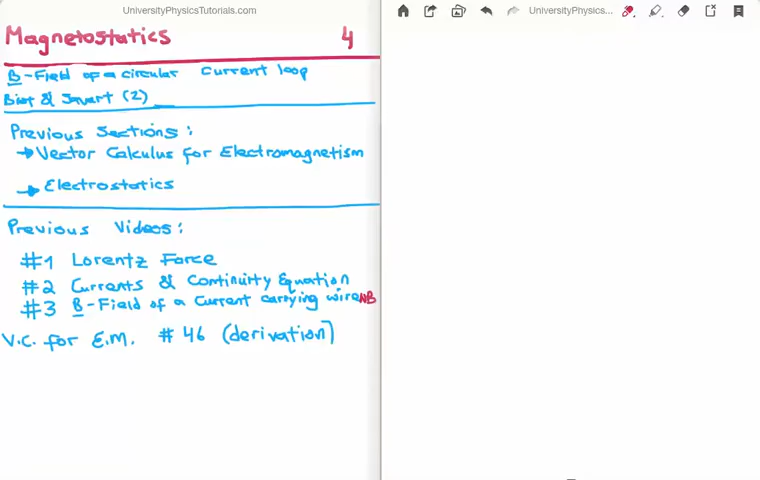 UniversityPhysicsTutorials.com
UniversityPhysics...
Magnetostatics 4
B-Field of a circular current loop
Biot & Savart (2)
Previous Sections:
→ Vector Calculus for Electromagnetism
→ Electrostatics
Previous Videos:
#1 Lorentz Force
#2 Currents & Continuity Equation
#3 B-Field of a Current carrying wire NB
V.C. for E.M. #46 (derivation)